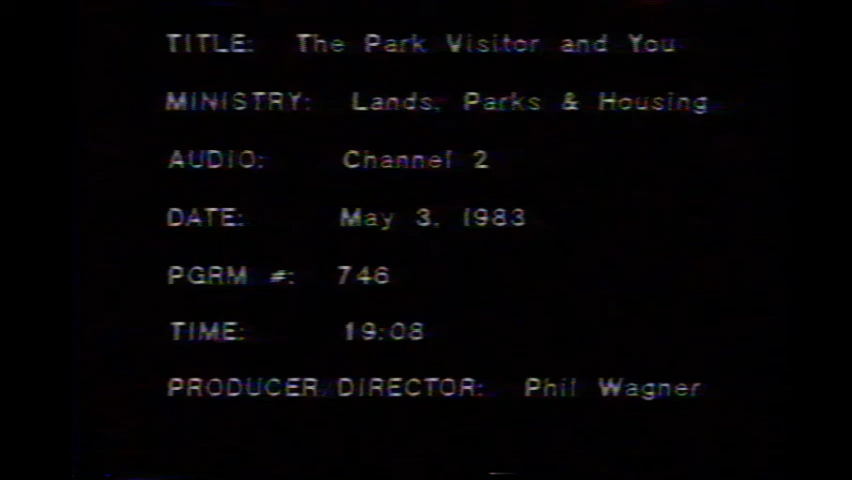 TITLE: The Park Visitor and You
MINISTRY: Lands, Parks & Housing
AUDIO: Channel 2
DATE: May 3, 1983
PGRM #: 746
TIME: 19:08
PRODUCER/DIRECTOR: Phil Wagner